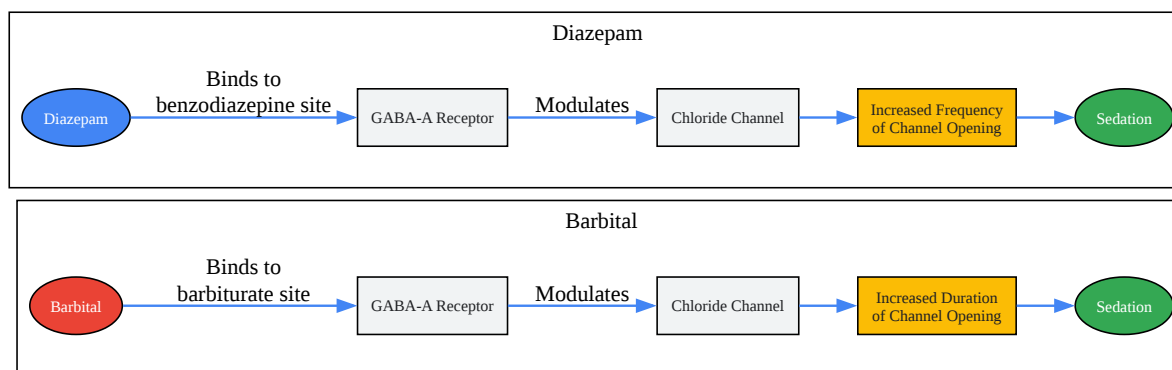 Diazepam
Binds to
benzodiazepine site
Diazepam
GABA-A Receptor
Modulates
Chloride Channel
Increased Frequency
of Channel Opening
Sedation
Barbital
Binds to
barbiturate site
Barbital
GABA-A Receptor
Modulates
Chloride Channel
Increased Duration
of Channel Opening
Sedation